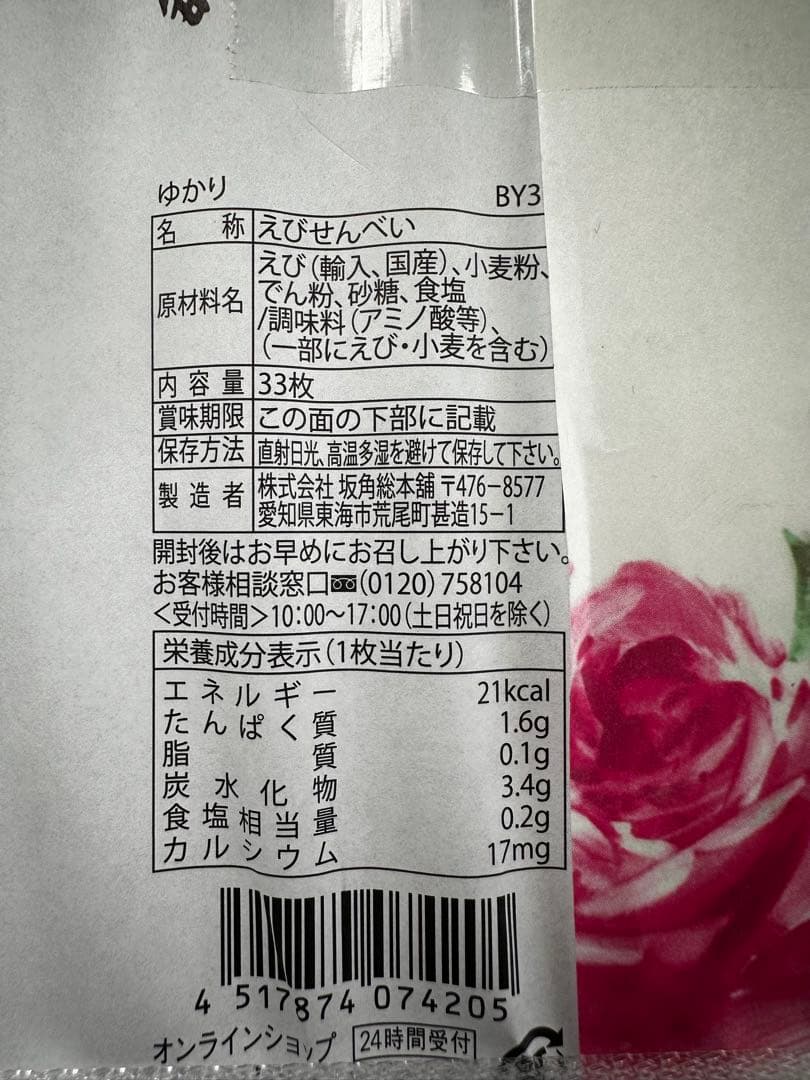 ゆかり BY3
名称 えびせんべい
原材料名 えび(輸入、国産)、小麦粉、
でん粉、砂糖、食塩
/調味料(アミノ酸等)、
(一部にえび・小麦を含む)
内容量 33枚
賞味期限 この面の下部に記載
保存方法 直射日光、高温多湿を避けて保存して下さい。
製造者 株式会社 坂角総本舖 〒476-8577
愛知県東海市荒尾町甚造15-1
開封後はお早めにお召し上がり下さい。
お客様相談窓口 (0120)758104
<受付時間>10:00~17:00(土日祝日を除く)
栄養成分表示(1枚当たり)
エネルギー 21kcal
たんぱく質 1.6g
脂質 0.1g
炭水化物 3.4g
食塩相当量 0.2g
カルシウム 17mg
4 517874 074205
オンラインショップ 24時間受付